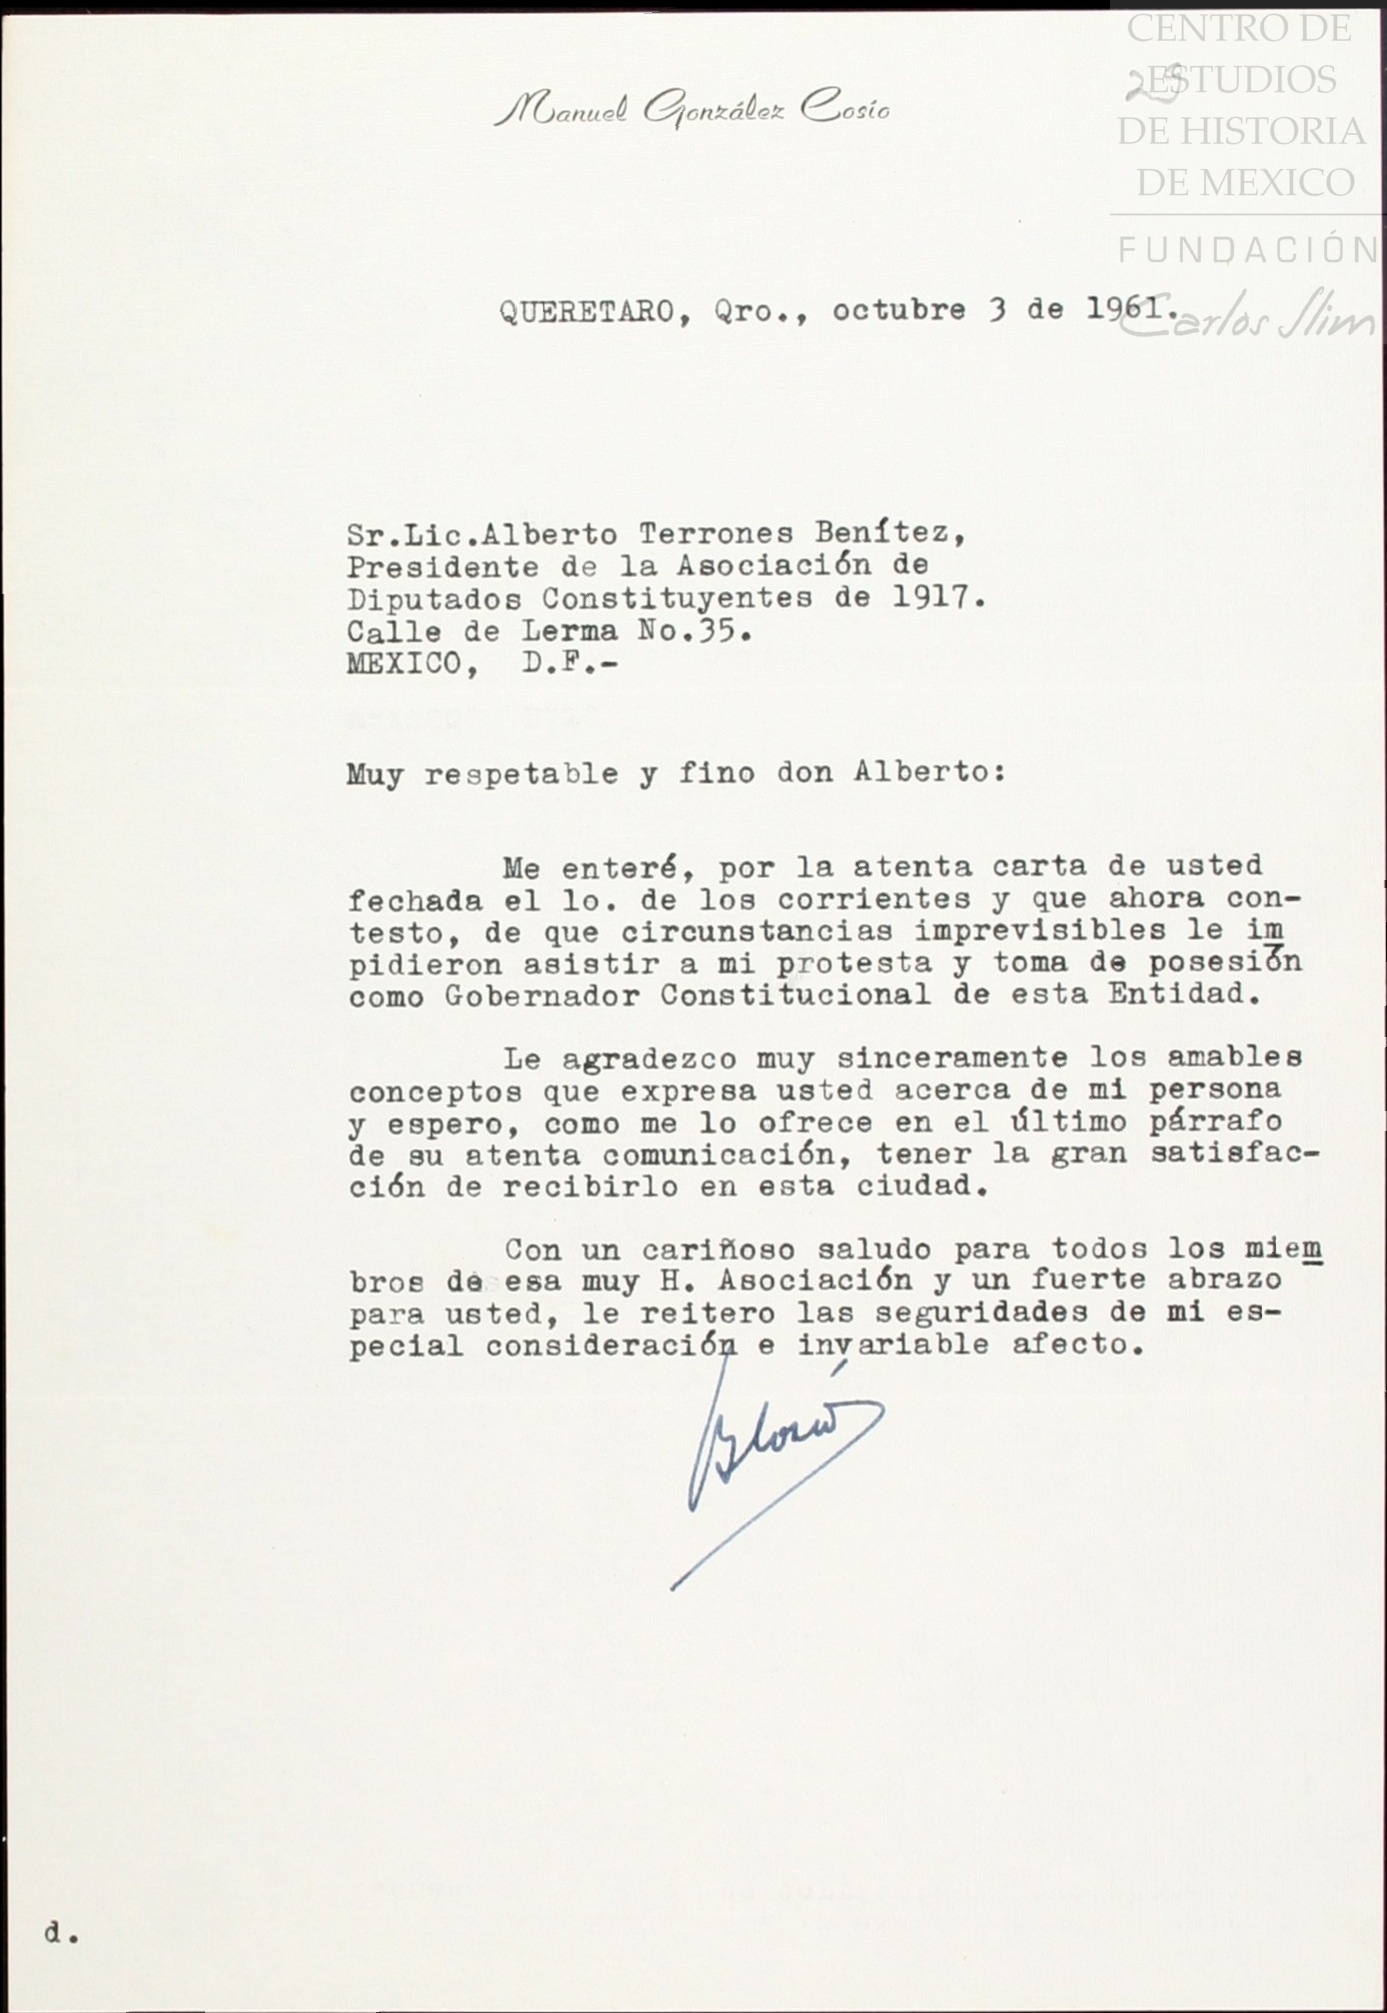 CENTRO DE
ESTUDIOS
DE HISTORIA
DE MEXICO
FUNDACIÓN
Carlos Slim
25
Manuel González Cosío
QUERETARO, Qro., octubre 3 de 1961.
Sr.Lic.Alberto Terrones Benítez,
Presidente de la Asociación de
Diputados Constituyentes de 1917.
Calle de Lerma No.35.
MEXICO, D.F.-
Muy respetable y fino don Alberto:
Me enteré, por la atenta carta de usted
fechada el lo. de los corrientes y que ahora con-
testo, de que circunstancias imprevisibles le im
pidieron asistir a mi protesta y toma de posesión
como Gobernador Constitucional de esta Entidad.
Le agradezco muy sinceramente los amables
conceptos que expresa usted acerca de mi persona
y espero, como me lo ofrece en el último párrafo
de su atenta comunicación, tener la gran satisfac-
ción de recibirlo en esta ciudad.
Con un cariñoso saludo para todos los miem
bros de esa muy H. Asociación y un fuerte abrazo
para usted, le reitero las seguridades de mi es-
pecial consideración e invariable afecto.
d.